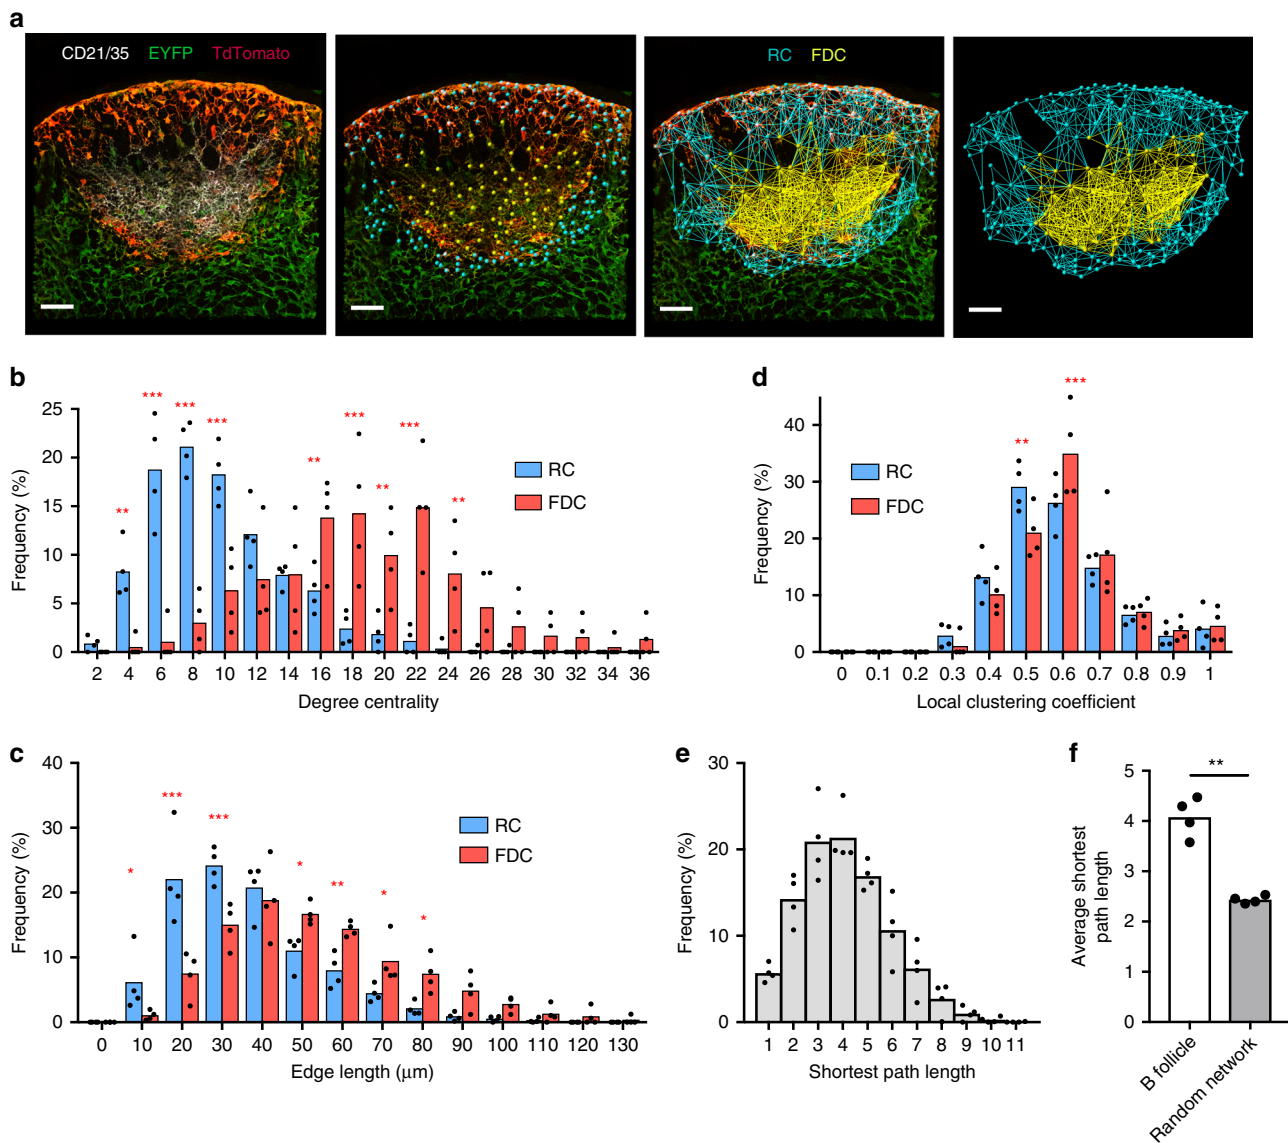 a
CD21/35 EYFP TdTomato
RC FDC
b
***
***
***
**
**
***
**
***
**
25
20
15
10
5
0
Frequency (%)
RC
FDC
2 4 6 8 10 12 14 16 18 20 22 24 26 28 30 32 34 36
Degree centrality
d
***
**
40
30
20
10
0
Frequency (%)
RC
FDC
0 0.1 0.2 0.3 0.4 0.5 0.6 0.7 0.8 0.9 1
Local clustering coefficient
c
*
***
***
*
**
*
*
40
30
20
10
0
Frequency (%)
RC
FDC
0 10 20 30 40 50 60 70 80 90 100 110 120 130
Edge length (μm)
e
30
20
10
0
Frequency (%)
1 2 3 4 5 6 7 8 9 10 11
Shortest path length
f
**
5
4
3
2
1
0
Average shortest
path length
B follicle
Random network